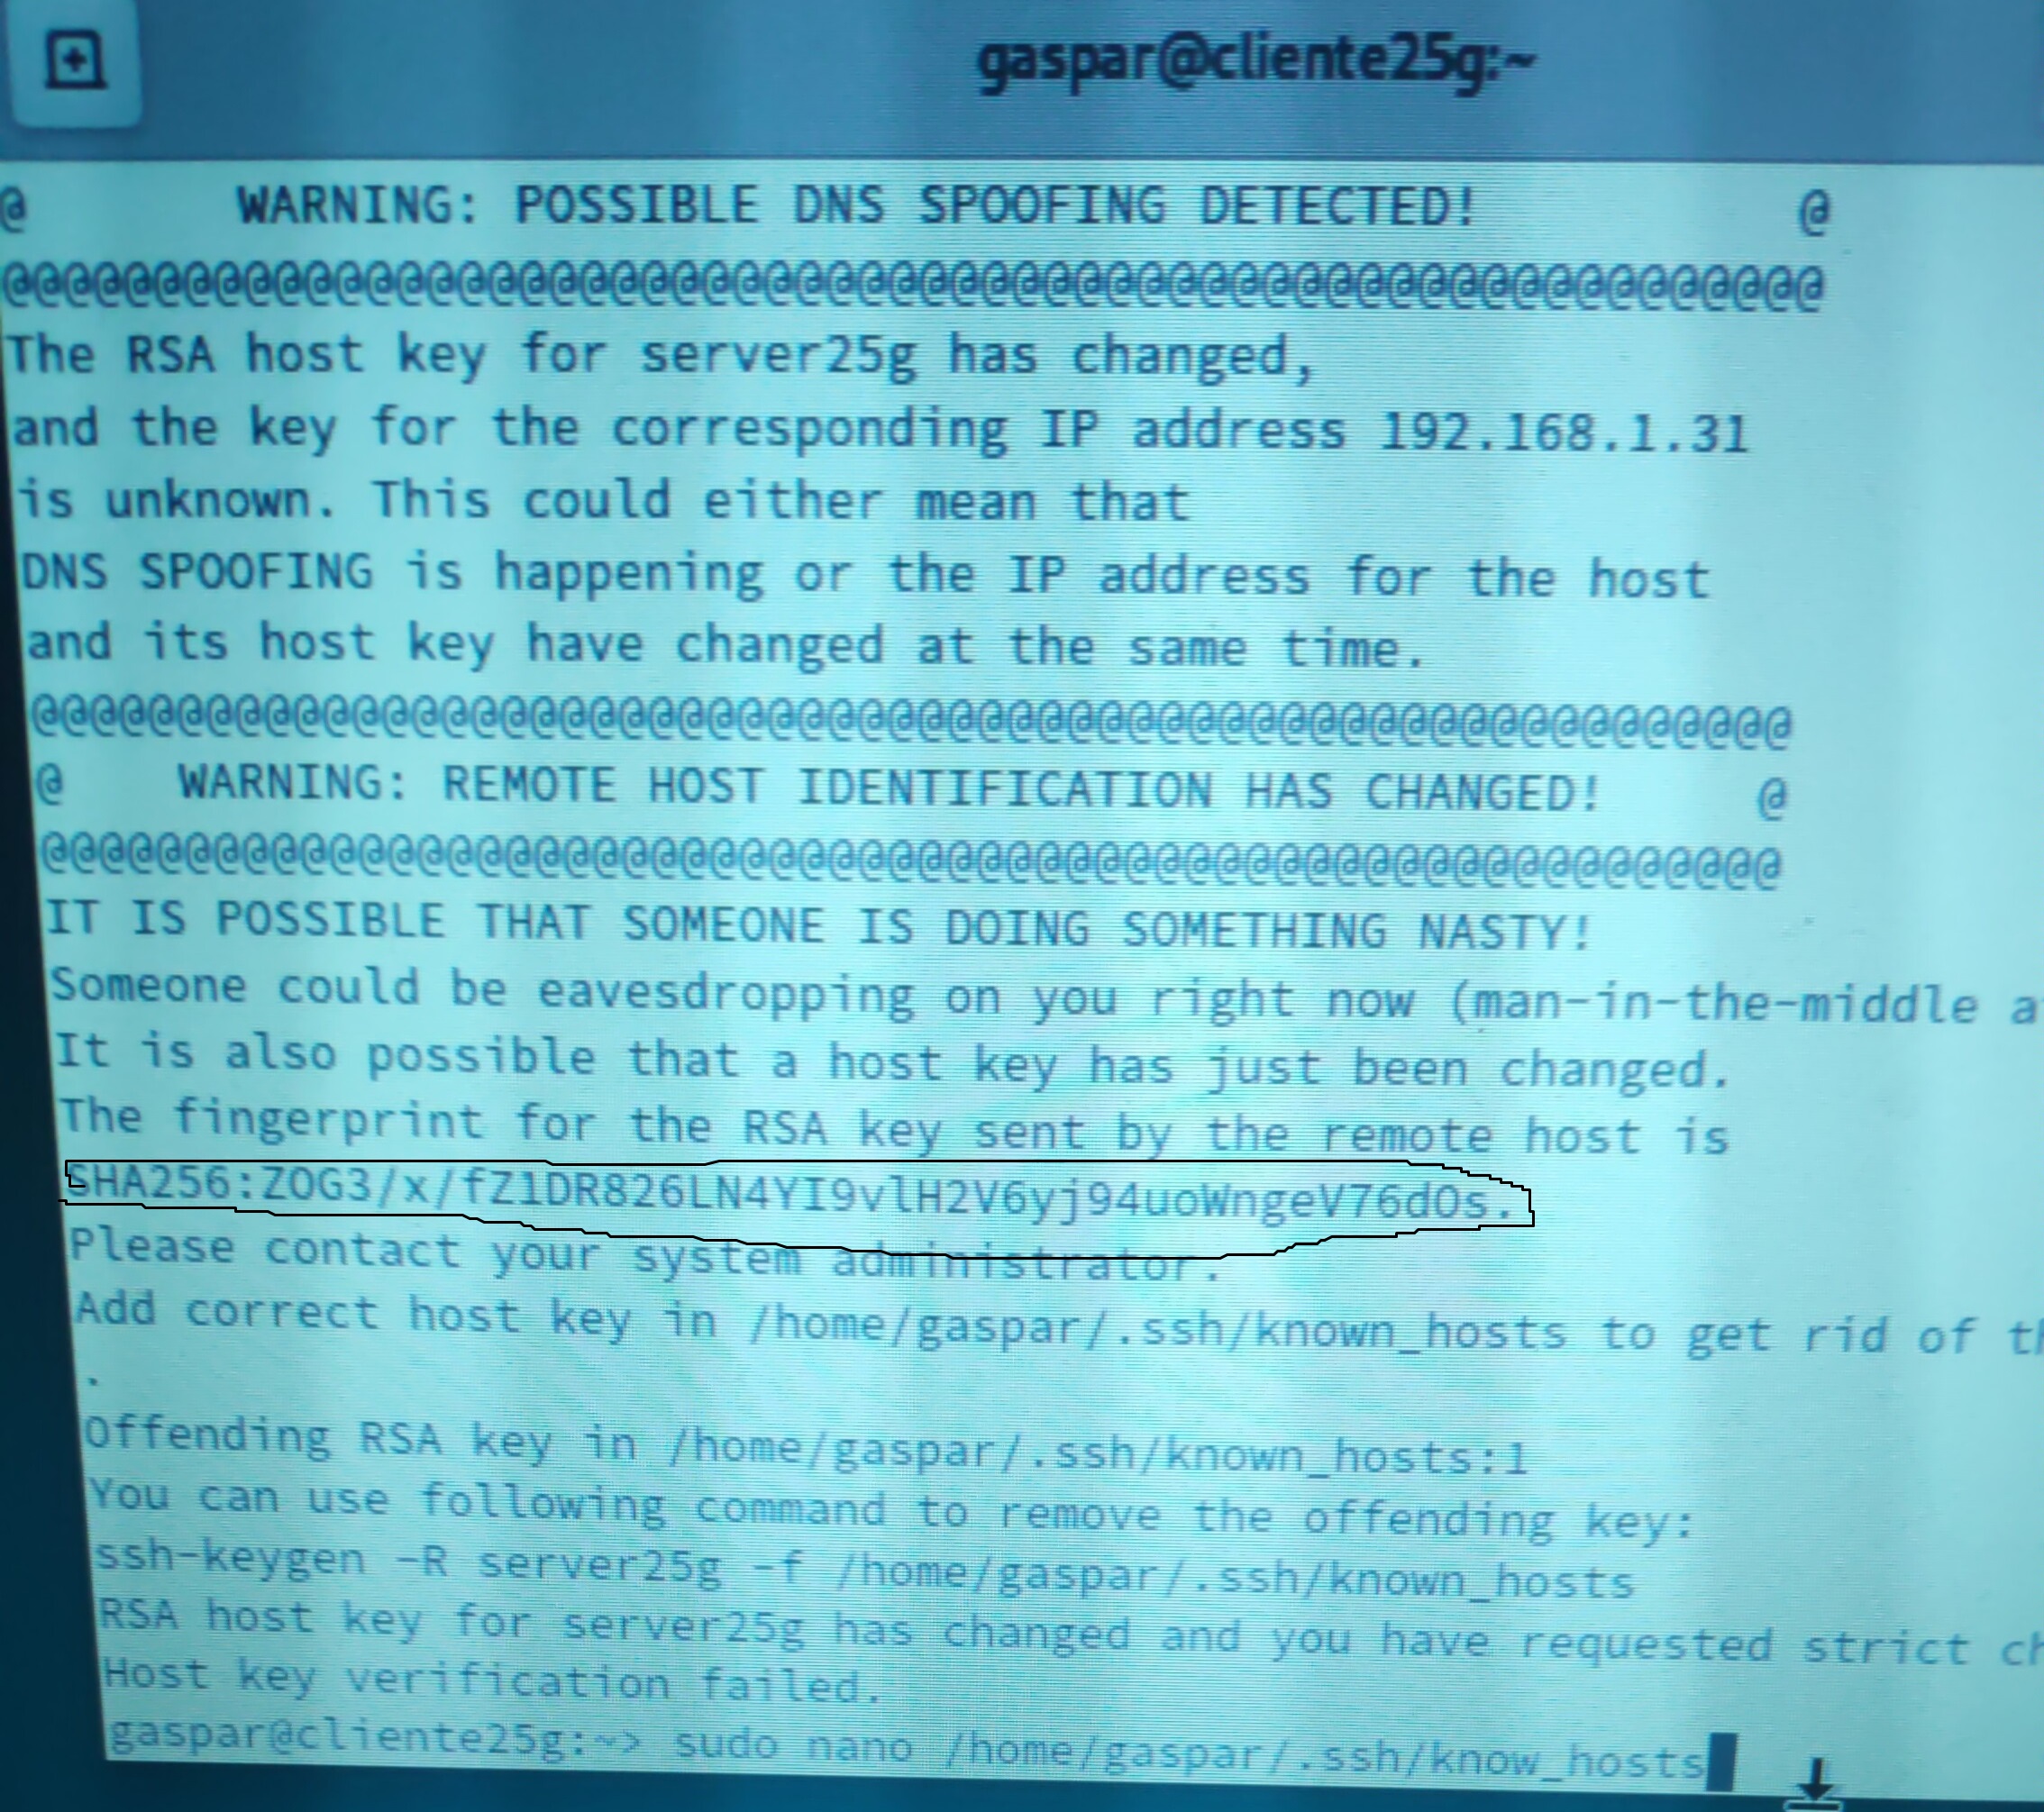 gaspar@cliente25g:~
@ WARNING: POSSIBLE DNS SPOOFING DETECTED! @
@@@@@@@@@@@@@@@@@@@@@@@@@@@@@@@@@@@@@@@@@@@@@@@@@@@@@@@@@@@
The RSA host key for server25g has changed,
and the key for the corresponding IP address 192.168.1.31
is unknown. This could either mean that
DNS SPOOFING is happening or the IP address for the host
and its host key have changed at the same time.
@@@@@@@@@@@@@@@@@@@@@@@@@@@@@@@@@@@@@@@@@@@@@@@@@@@@@@@@@@@
@ WARNING: REMOTE HOST IDENTIFICATION HAS CHANGED! @
@@@@@@@@@@@@@@@@@@@@@@@@@@@@@@@@@@@@@@@@@@@@@@@@@@@@@@@@@@@
IT IS POSSIBLE THAT SOMEONE IS DOING SOMETHING NASTY!
Someone could be eavesdropping on you right now (man-in-the-middle a
It is also possible that a host key has just been changed.
The fingerprint for the RSA key sent by the remote host is
SHA256:ZOG3/x/fZ1DR826LN4YI9vlH2V6yj94uoWngeV76dOs.
Please contact your system administrator.
Add correct host key in /home/gaspar/.ssh/known_hosts to get rid of th
.
Offending RSA key in /home/gaspar/.ssh/known_hosts:1
You can use following command to remove the offending key:
ssh-keygen -R server25g -f /home/gaspar/.ssh/known_hosts
RSA host key for server25g has changed and you have requested strict ch
Host key verification failed.
gaspar@cliente25g:~> sudo nano /home/gaspar/.ssh/know_hosts